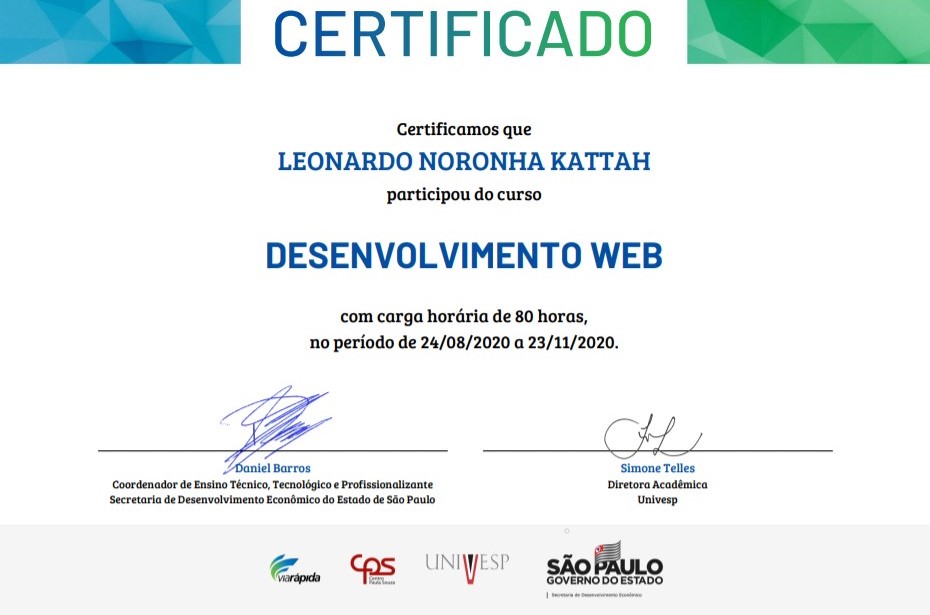 CERTIFICADO
Certificamos que
LEONARDO NORONHA KATTAH
participou do curso
DESENVOLVIMENTO WEB
com carga horária de 80 horas,
no período de 24/08/2020 a 23/11/2020.
Daniel Barros
Coordenador de Ensino Técnico, Tecnológico e Profissionalizante
Secretaria de Desenvolvimento Econômico do Estado de São Paulo
Simone Telles
Diretora Acadêmica
Univesp
viarápida
CPS
Centro
Paula Souza
UNIVESP
SÃO PAULO
GOVERNO DO ESTADO
Secretaria de Desenvolvimento Econômico